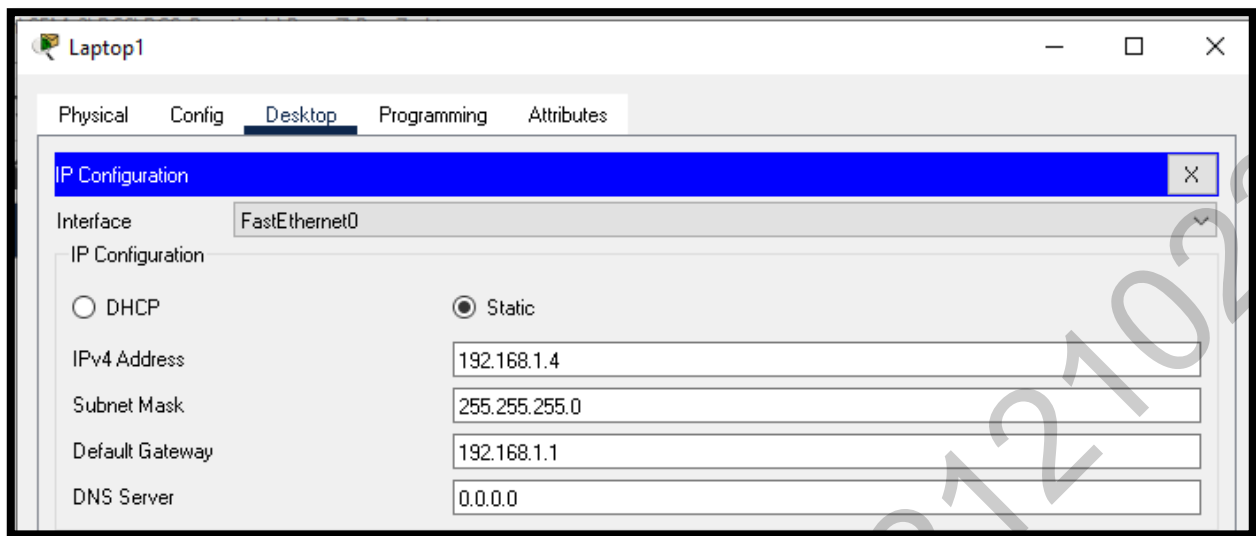 Laptop1
Physical Config Desktop Programming Attributes
IP Configuration X
Interface FastEthernet0
IP Configuration
DHCP Static
IPv4 Address 192.168.1.4
Subnet Mask 255.255.255.0
Default Gateway 192.168.1.1
DNS Server 0.0.0.0